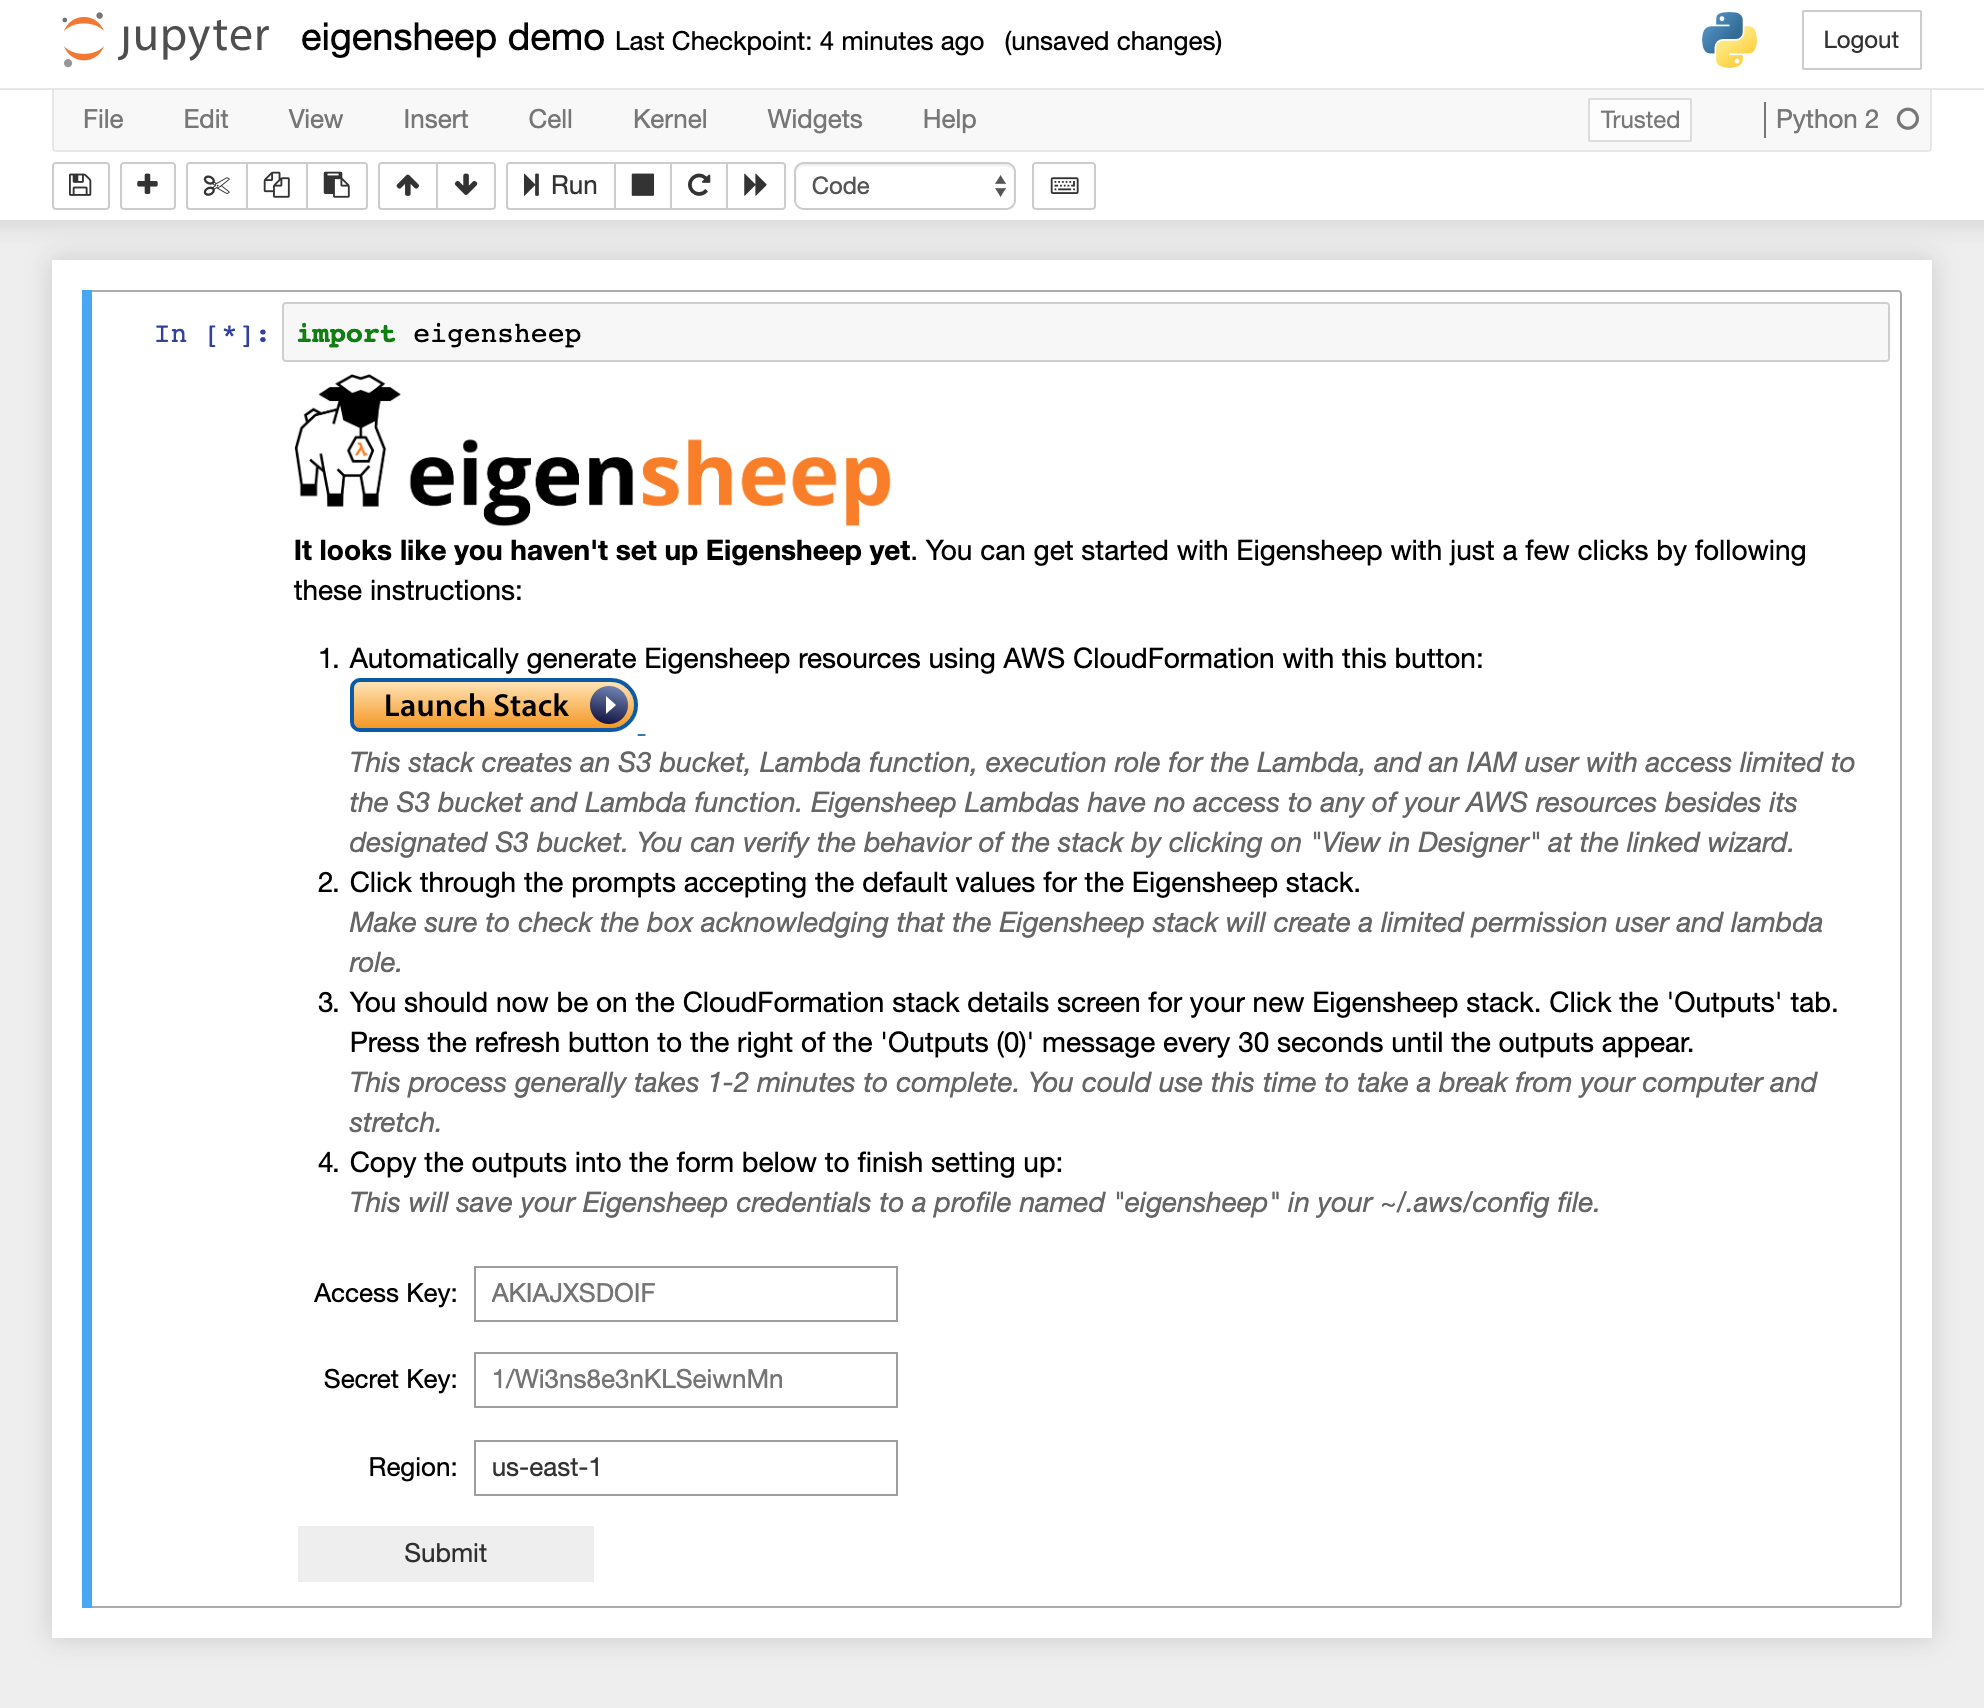 jupyter eigensheep demo Last Checkpoint: 4 minutes ago (unsaved changes) Logout
File Edit View Insert Cell Kernel Widgets Help Trusted Python 2
Run Code
In [*]: import eigensheep
λ
eigensheep
It looks like you haven't set up Eigensheep yet. You can get started with Eigensheep with just a few clicks by following
these instructions:
1. Automatically generate Eigensheep resources using AWS CloudFormation with this button:
Launch Stack
This stack creates an S3 bucket, Lambda function, execution role for the Lambda, and an IAM user with access limited to
the S3 bucket and Lambda function. Eigensheep Lambdas have no access to any of your AWS resources besides its
designated S3 bucket. You can verify the behavior of the stack by clicking on "View in Designer" at the linked wizard.
2. Click through the prompts accepting the default values for the Eigensheep stack.
Make sure to check the box acknowledging that the Eigensheep stack will create a limited permission user and lambda
role.
3. You should now be on the CloudFormation stack details screen for your new Eigensheep stack. Click the 'Outputs' tab.
Press the refresh button to the right of the 'Outputs (0)' message every 30 seconds until the outputs appear.
This process generally takes 1-2 minutes to complete. You could use this time to take a break from your computer and
stretch.
4. Copy the outputs into the form below to finish setting up:
This will save your Eigensheep credentials to a profile named "eigensheep" in your ~/.aws/config file.
Access Key: AKIAJXSDOIF
Secret Key: 1/Wi3ns8e3nKLSeiwnMn
Region: us-east-1
Submit